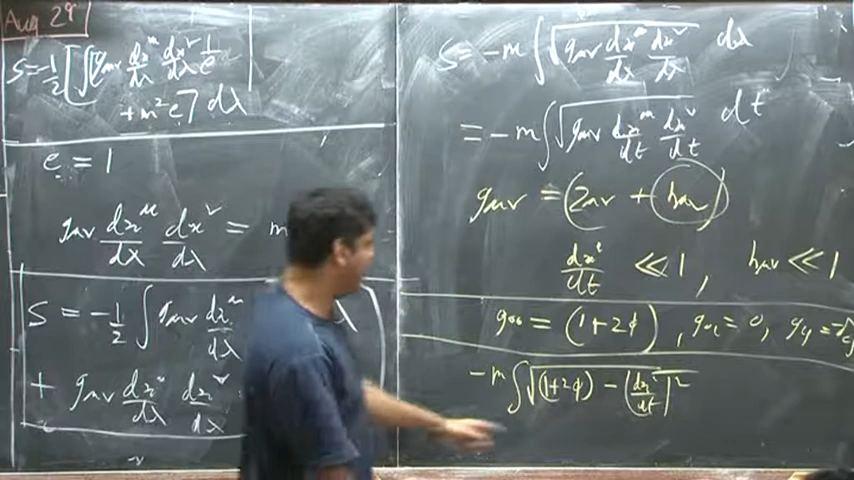 Aug 29
S = -1/2 [∫ g_μν dx^μ/dλ dx^ν/dλ 1/e
+ m²e] dλ
e = 1
g_μν dx^μ/dλ dx^ν/dλ = m
S = -1/2 ∫ g_μν dx^μ/dλ
+ g_μν dx^μ/dλ dx^ν/dλ
S = -m ∫ √(g_μν dx^μ/dλ dx^ν/dλ) dλ
= -m ∫ √(g_μν dx^μ/dt dx^ν/dt) dt
g_μν = (η_μν + h_μν)
dx^i/dt ≪ 1, h_μν ≪ 1
g_00 = (1+2φ), g_0i = 0, g_ij = -δ_ij
-m ∫ √((1+2φ) - (dx^i/dt)²)